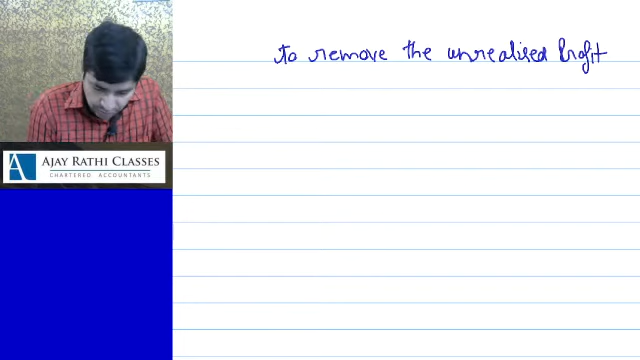 to remove the unrealised Profit
A
AJAY RATHI CLASSES
CHARTERED ACCOUNTANTS